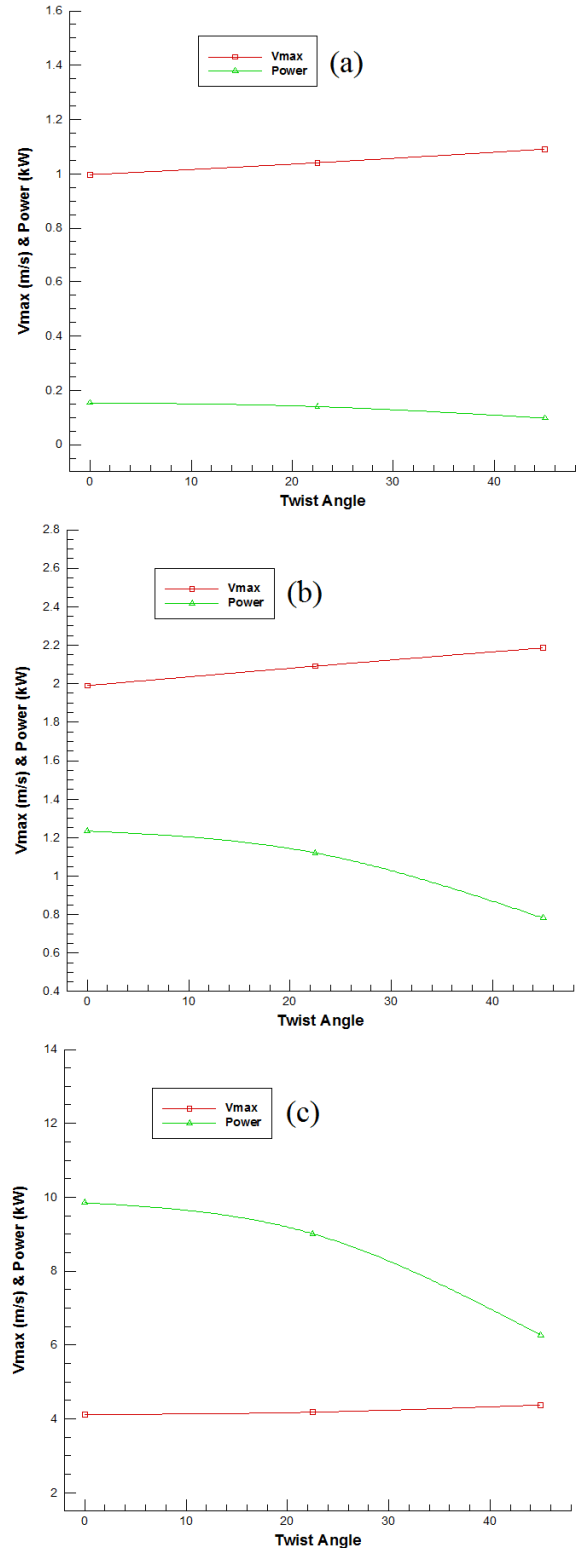 1.6
1.4
1.2
1
0.8
0.6
0.4
0.2
0
Vmax (m/s) & Power (kW)
Vmax
Power
(a)
0 20 40
Twist Angle
2.8
2.6
2.4
2.2
2
1.8
1.6
1.4
1.2
1
0.8
0.6
0.4
Vmax (m/s) & Power (kW)
Vmax
Power
(b)
0 10 20 30 40
Twist Angle
14
12
10
8
6
4
2
Vmax (m/s) & Power (kW)
Vmax
Power
(c)
0 20 40
Twist Angle